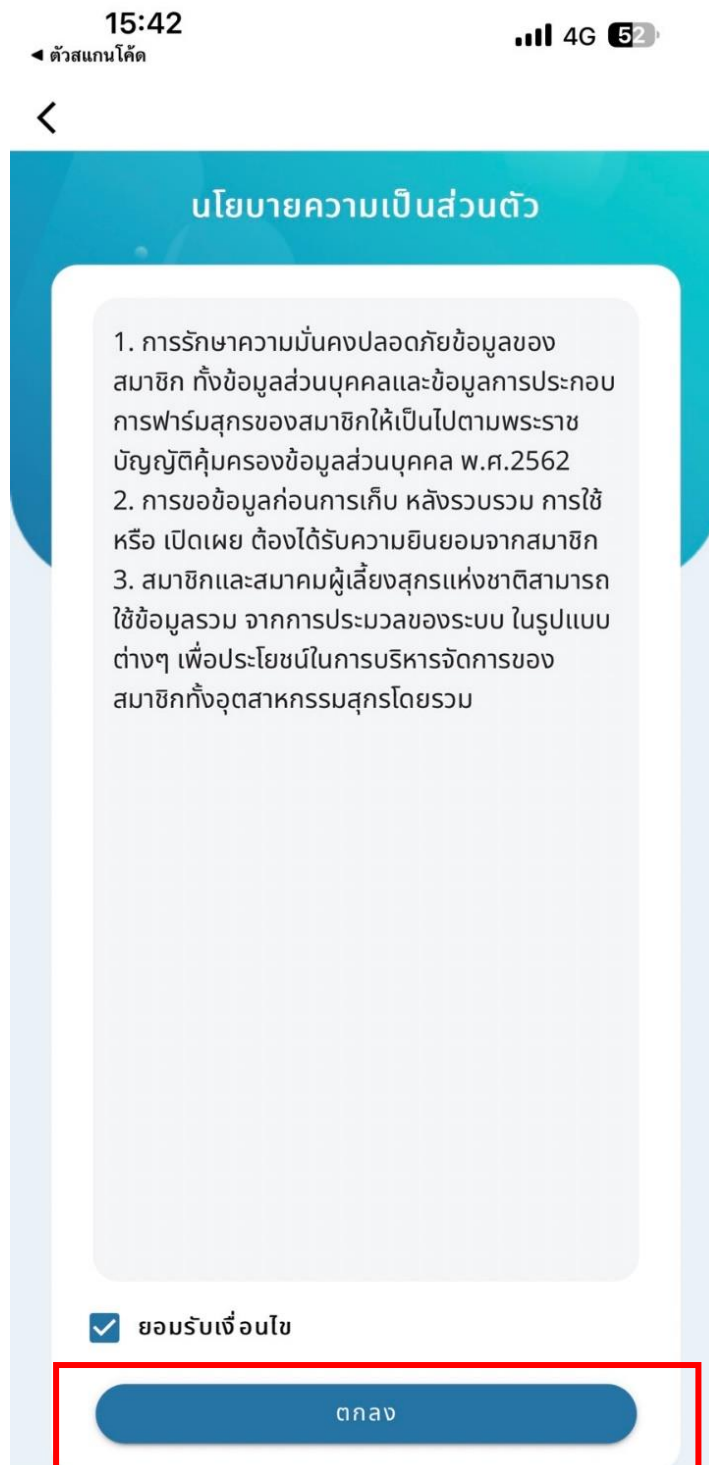 15:42
4G 52
◀ ตัวสแกนโค้ด
นโยบายความเป็นส่วนตัว
1. การรักษาความมั่นคงปลอดภัยข้อมูลของ
สมาชิก ทั้งข้อมูลส่วนบุคคลและข้อมูลการประกอบ
การฟาร์มสุกรของสมาชิกให้เป็นไปตามพระราช
บัญญัติคุ้มครองข้อมูลส่วนบุคคล พ.ศ.2562
2. การขอข้อมูลก่อนการเก็บ หลังรวบรวม การใช้
หรือ เปิดเผย ต้องได้รับความยินยอมจากสมาชิก
3. สมาชิกและสมาคมผู้เลี้ยงสุกรแห่งชาติสามารถ
ใช้ข้อมูลรวม จากการประมวลของระบบ ในรูปแบบ
ต่างๆ เพื่อประโยชน์ในการบริหารจัดการของ
สมาชิกทั้งอุตสาหกรรมสุกรโดยรวม
ยอมรับเงื่อนไข
ตกลง